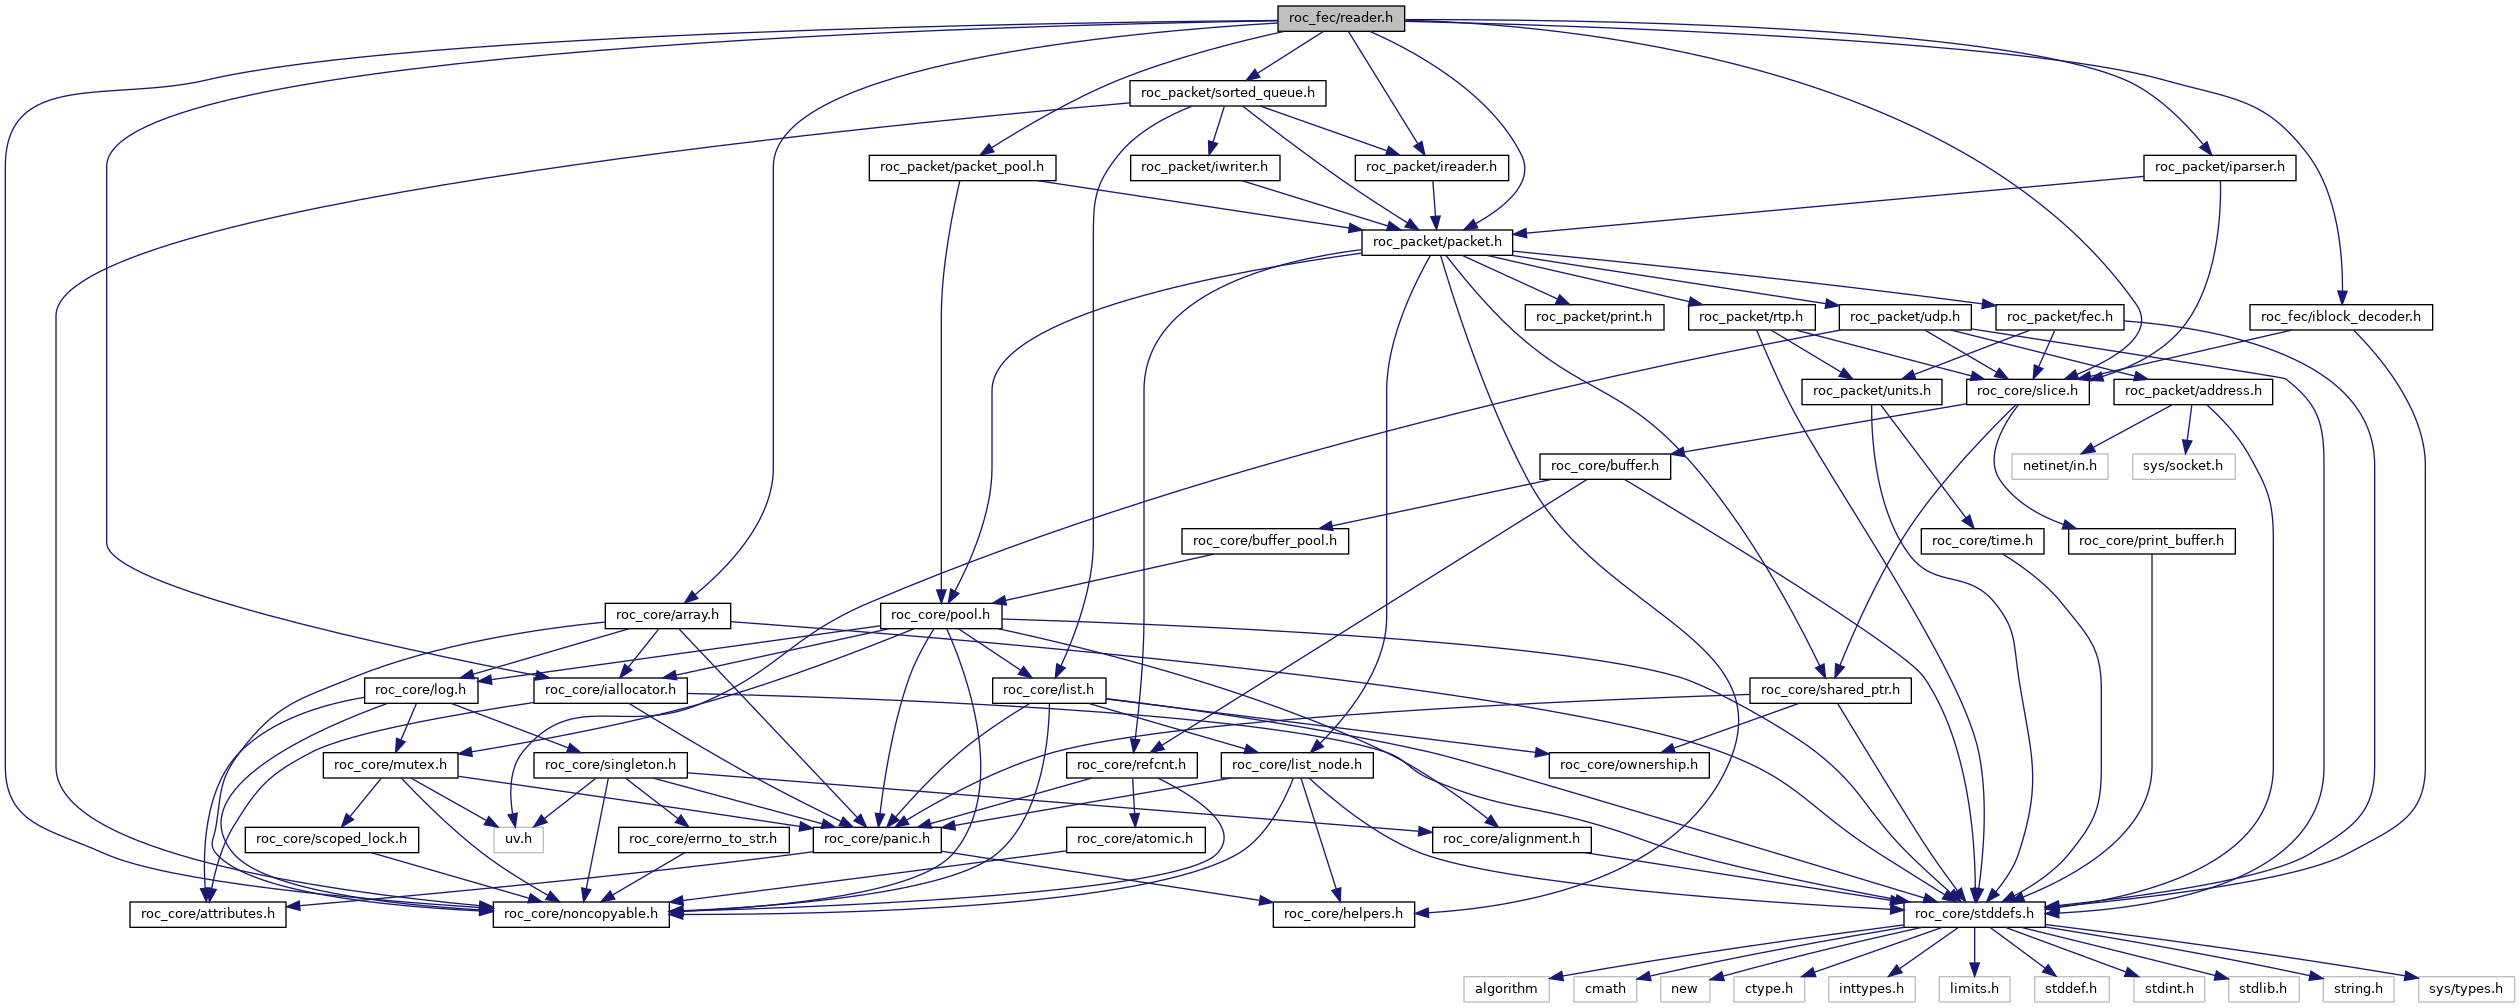 roc_fec/reader.h
roc_packet/sorted_queue.h
roc_packet/packet_pool.h
roc_packet/iwriter.h
roc_packet/ireader.h
roc_packet/iparser.h
roc_packet/packet.h
roc_packet/print.h
roc_packet/rtp.h
roc_packet/udp.h
roc_packet/fec.h
roc_fec/iblock_decoder.h
roc_packet/units.h
roc_core/slice.h
roc_packet/address.h
roc_core/buffer.h
netinet/in.h
sys/socket.h
roc_core/buffer_pool.h
roc_core/time.h
roc_core/print_buffer.h
roc_core/array.h
roc_core/pool.h
roc_core/log.h
roc_core/iallocator.h
roc_core/list.h
roc_core/shared_ptr.h
roc_core/mutex.h
roc_core/singleton.h
roc_core/refcnt.h
roc_core/list_node.h
roc_core/ownership.h
roc_core/scoped_lock.h
uv.h
roc_core/errno_to_str.h
roc_core/panic.h
roc_core/atomic.h
roc_core/alignment.h
roc_core/attributes.h
roc_core/noncopyable.h
roc_core/helpers.h
roc_core/stddefs.h
algorithm
cmath
new
ctype.h
inttypes.h
limits.h
stddef.h
stdint.h
stdlib.h
string.h
sys/types.h